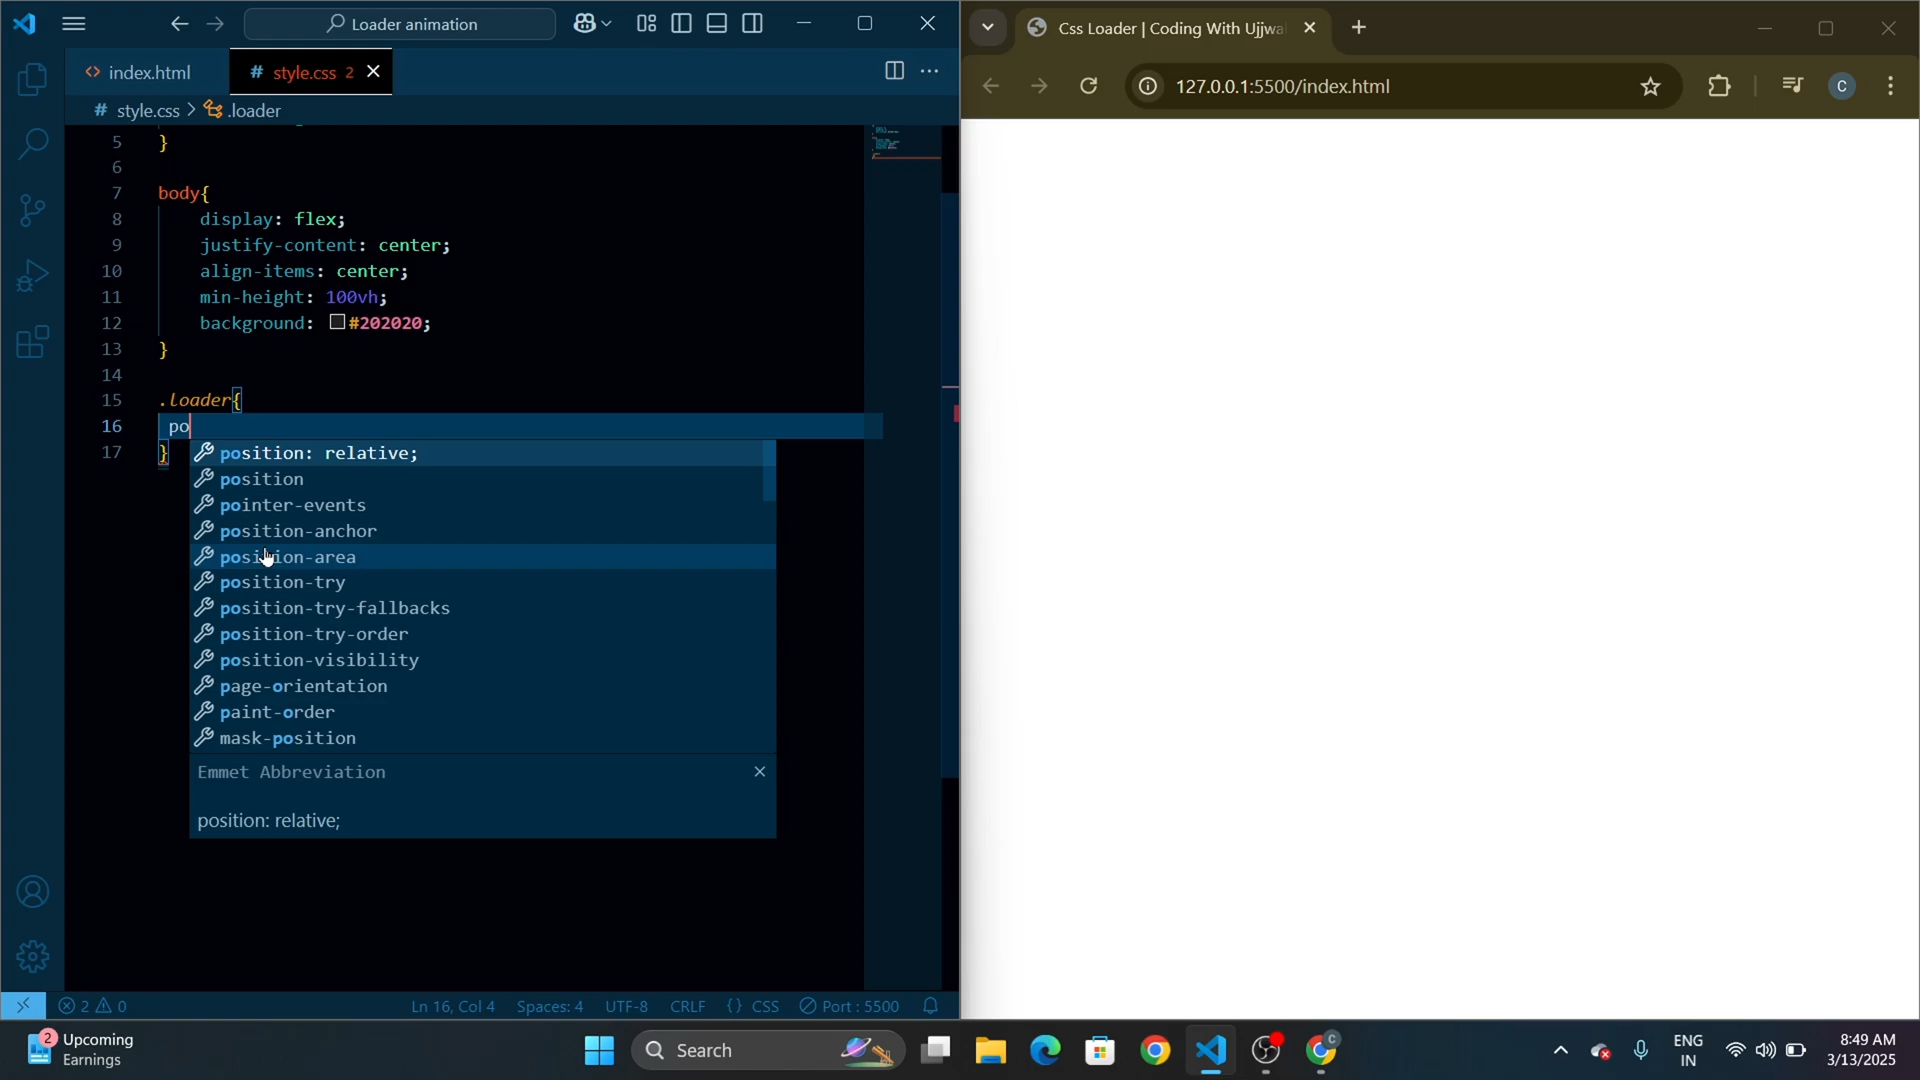 Loader animation
index.html
# style.css 2
# style.css > .loader
5 }
6
7 body{
8 display: flex;
9 justify-content: center;
10 align-items: center;
11 min-height: 100vh;
12 background: #202020;
13 }
14
15 .loader{
16 po
17 }
position: relative;
position
pointer-events
position-anchor
position-area
position-try
position-try-fallbacks
position-try-order
position-visibility
page-orientation
paint-order
mask-position
Emmet Abbreviation
position: relative;
2 0
Ln 16, Col 4
Spaces: 4
UTF-8
CRLF
{} CSS
Port : 5500
Css Loader | Coding With Ujjwa
127.0.0.1:5500/index.html
C
2
Upcoming
Earnings
Search
C
ENG
IN
8:49 AM
3/13/2025